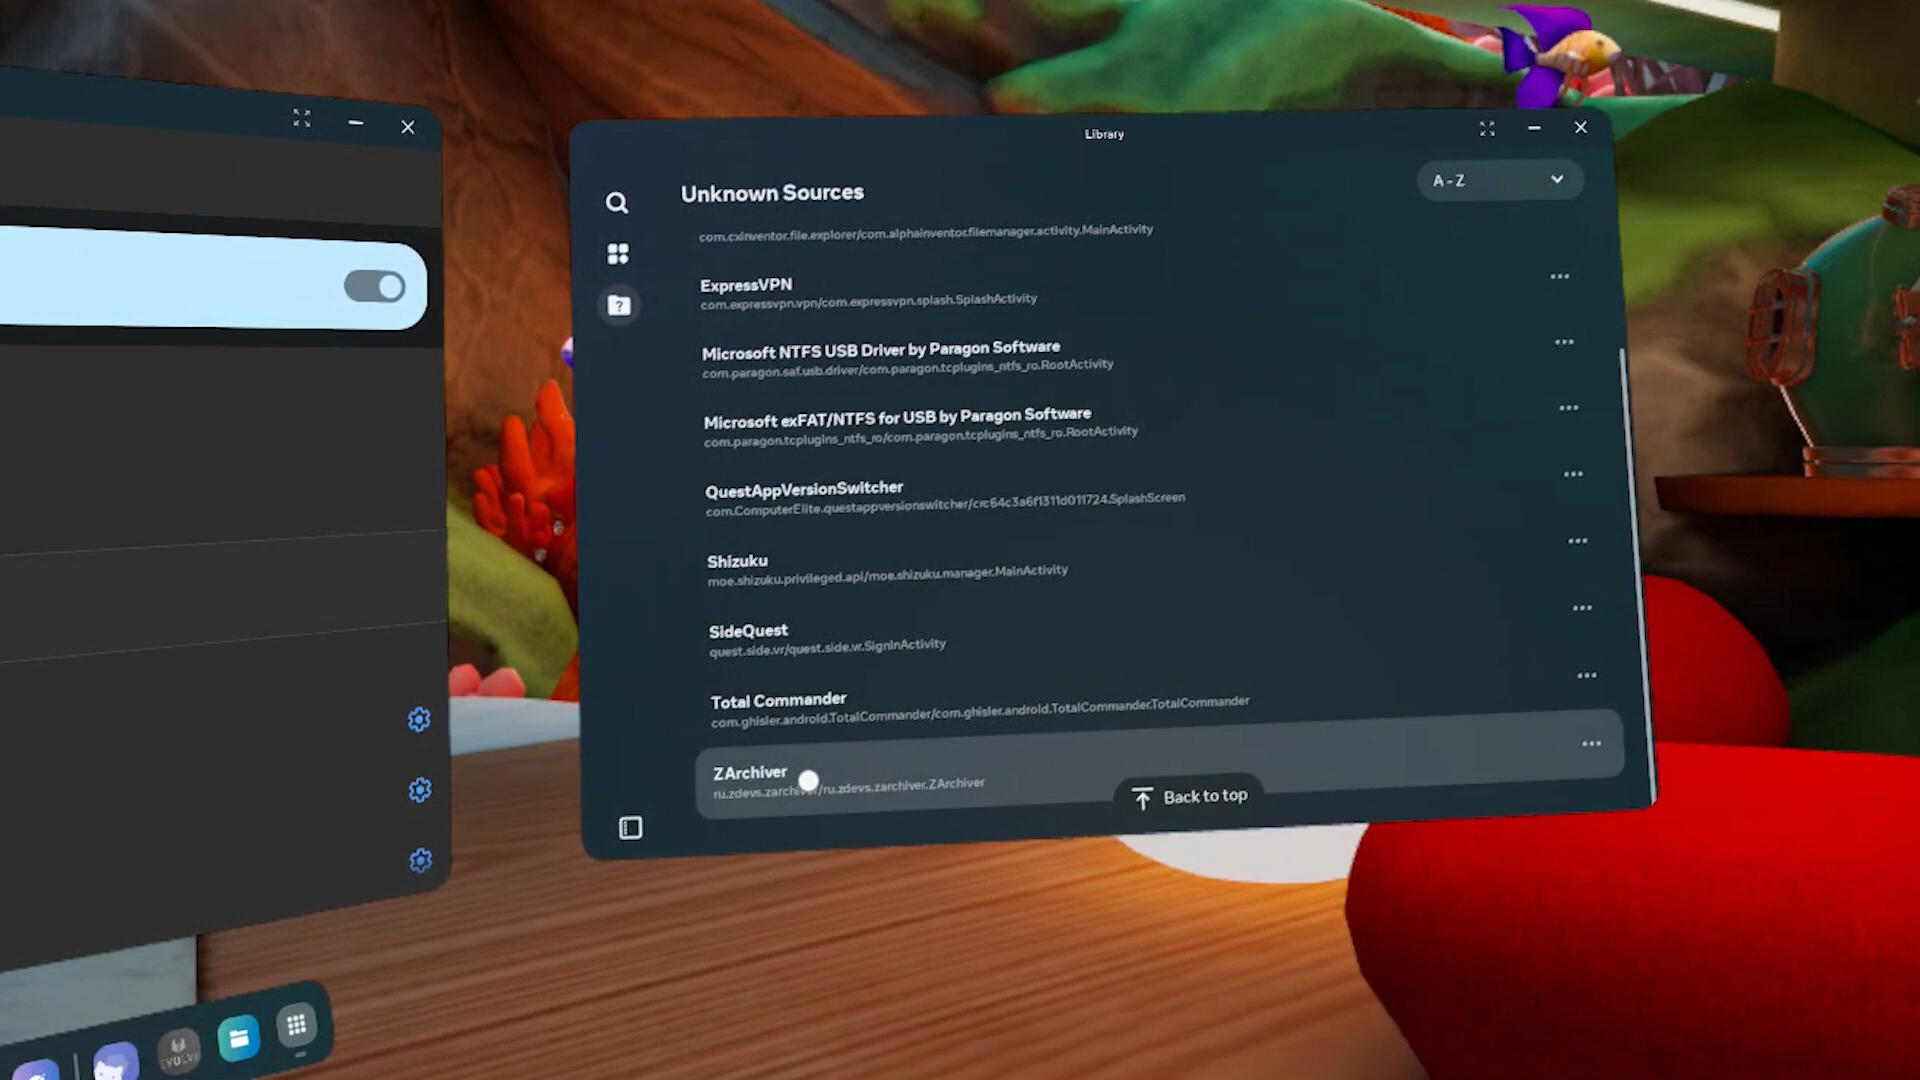 Library
Unknown Sources
A - Z
com.cxinventor.file.explorer/com.alphainventor.filemanager.activity.MainActivity
ExpressVPN
com.expressvpn.vpn/com.expressvpn.splash.SplashActivity
Microsoft NTFS USB Driver by Paragon Software
com.paragon.saf.usb.driver/com.paragon.tcplugins_ntfs_ro.RootActivity
Microsoft exFAT/NTFS for USB by Paragon Software
com.paragon.tcplugins_ntfs_ro/com.paragon.tcplugins_ntfs_ro.RootActivity
QuestAppVersionSwitcher
com.ComputerElite.questappversionswitcher/crc64c3a6f1311d011724.SplashScreen
Shizuku
moe.shizuku.privileged.api/moe.shizuku.manager.MainActivity
SideQuest
quest.side.vr/quest.side.vr.SignInActivity
Total Commander
com.ghisler.android.TotalCommander/com.ghisler.android.TotalCommander.TotalCommander
ZArchiver
ru.zdevs.zarchiver/ru.zdevs.zarchiver.ZArchiver
Back to top